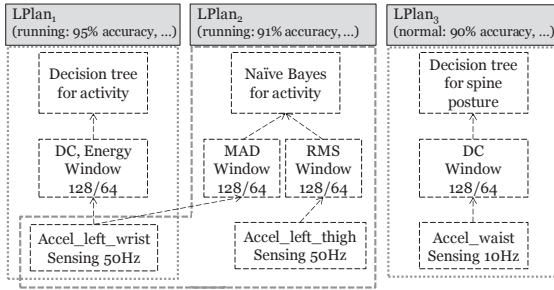 LPlan1
(running: 95% accuracy, ...)
Decision tree
for activity
DC, Energy
Window
128/64
Accel_left_wrist
Sensing 50Hz
LPlan2
(running: 91% accuracy, ...)
Naïve Bayes
for activity
MAD
Window
128/64
RMS
Window
128/64
Accel_left_thigh
Sensing 50Hz
LPlan3
(normal: 90% accuracy, ...)
Decision tree
for spine
posture
DC
Window
128/64
Accel_waist
Sensing 10Hz